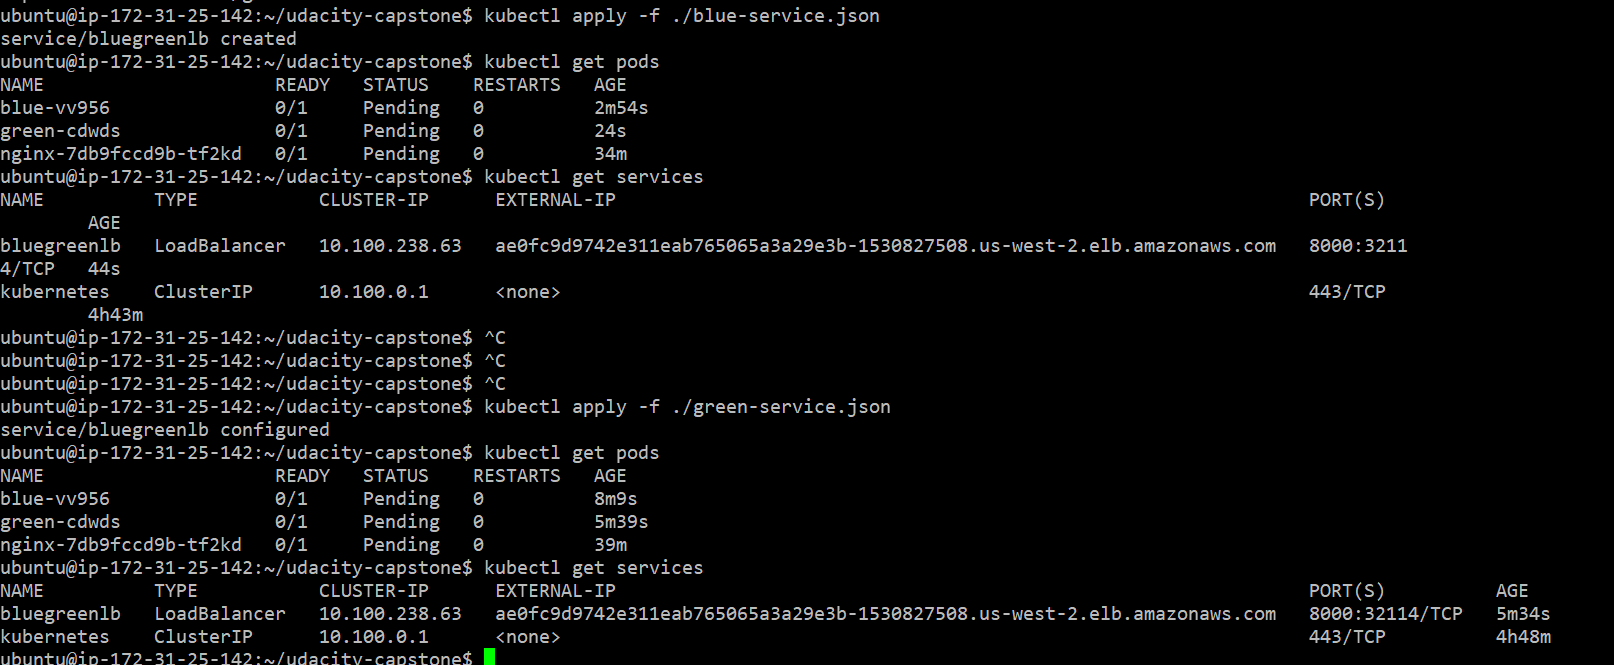 ubuntu@ip-172-31-25-142:~/udacity-capstone$ kubectl apply -f ./blue-service.json
service/bluegreenlb created
ubuntu@ip-172-31-25-142:~/udacity-capstone$ kubectl get pods
NAME                     READY   STATUS    RESTARTS   AGE
blue-vv956               0/1     Pending   0          2m54s
green-cdwds              0/1     Pending   0          24s
nginx-7db9fccd9b-tf2kd   0/1     Pending   0          34m
ubuntu@ip-172-31-25-142:~/udacity-capstone$ kubectl get services
NAME          TYPE           CLUSTER-IP      EXTERNAL-IP                                                               PORT(S)
        AGE
bluegreenlb   LoadBalancer   10.100.238.63   ae0fc9d9742e311eab765065a3a29e3b-1530827508.us-west-2.elb.amazonaws.com   8000:3211
4/TCP   44s
kubernetes    ClusterIP      10.100.0.1      <none>                                                                    443/TCP
        4h43m
ubuntu@ip-172-31-25-142:~/udacity-capstone$ ^C
ubuntu@ip-172-31-25-142:~/udacity-capstone$ ^C
ubuntu@ip-172-31-25-142:~/udacity-capstone$ ^C
ubuntu@ip-172-31-25-142:~/udacity-capstone$ kubectl apply -f ./green-service.json
service/bluegreenlb configured
ubuntu@ip-172-31-25-142:~/udacity-capstone$ kubectl get pods
NAME                     READY   STATUS    RESTARTS   AGE
blue-vv956               0/1     Pending   0          8m9s
green-cdwds              0/1     Pending   0          5m39s
nginx-7db9fccd9b-tf2kd   0/1     Pending   0          39m
ubuntu@ip-172-31-25-142:~/udacity-capstone$ kubectl get services
NAME          TYPE           CLUSTER-IP      EXTERNAL-IP                                                               PORT(S)          AGE
bluegreenlb   LoadBalancer   10.100.238.63   ae0fc9d9742e311eab765065a3a29e3b-1530827508.us-west-2.elb.amazonaws.com   8000:32114/TCP   5m34s
kubernetes    ClusterIP      10.100.0.1      <none>                                                                    443/TCP          4h48m
ubuntu@ip-172-31-25-142:~/udacity-capstone$